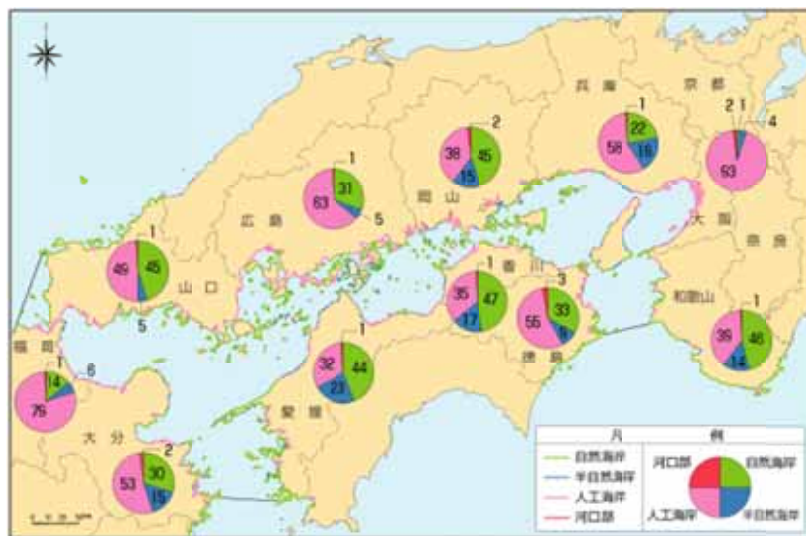 兵 庫
京 都
1
2 1
4
2
22
58
16
93
38
45
15
1
31
63
5
広 島
岡 山
大 阪
奈 良
1
49
45
5
山 口
1
香 川
35
47
17
3
33
55
9
徳 島
和歌山
1
39
46
14
福 岡
1
6
14
79
1
32
44
23
愛 媛
大 分
2
30
53
15
凡 例
自然海岸
半自然海岸
人工海岸
河口部
河口部
自然海岸
人工海岸
半自然海岸